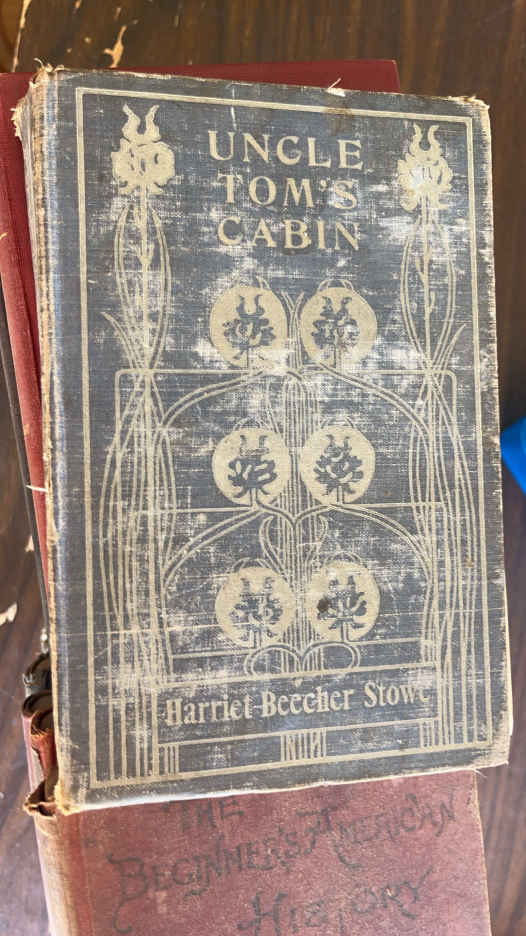 UNCLE
TOM'S
CABIN
Harriet Beecher Stowe
THE
BEGINNER'S AMERICAN
HISTORY